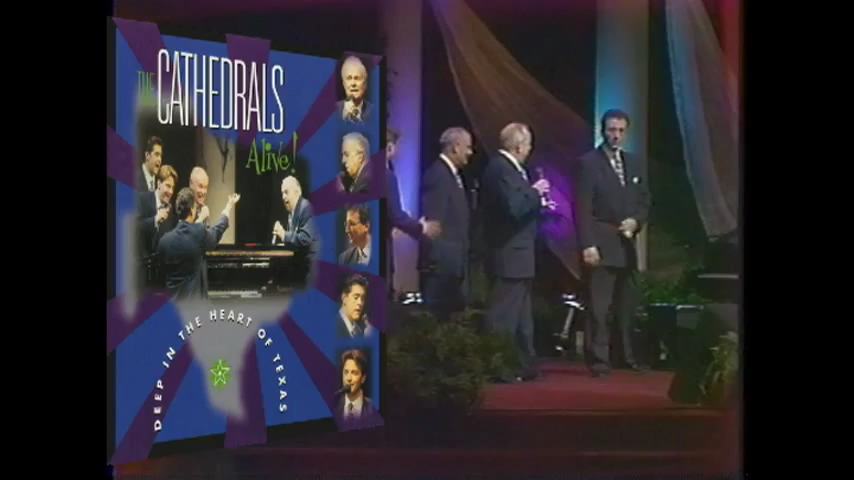 THE CATHEDRALS
Alive!
DEEP IN THE HEART OF TEXAS